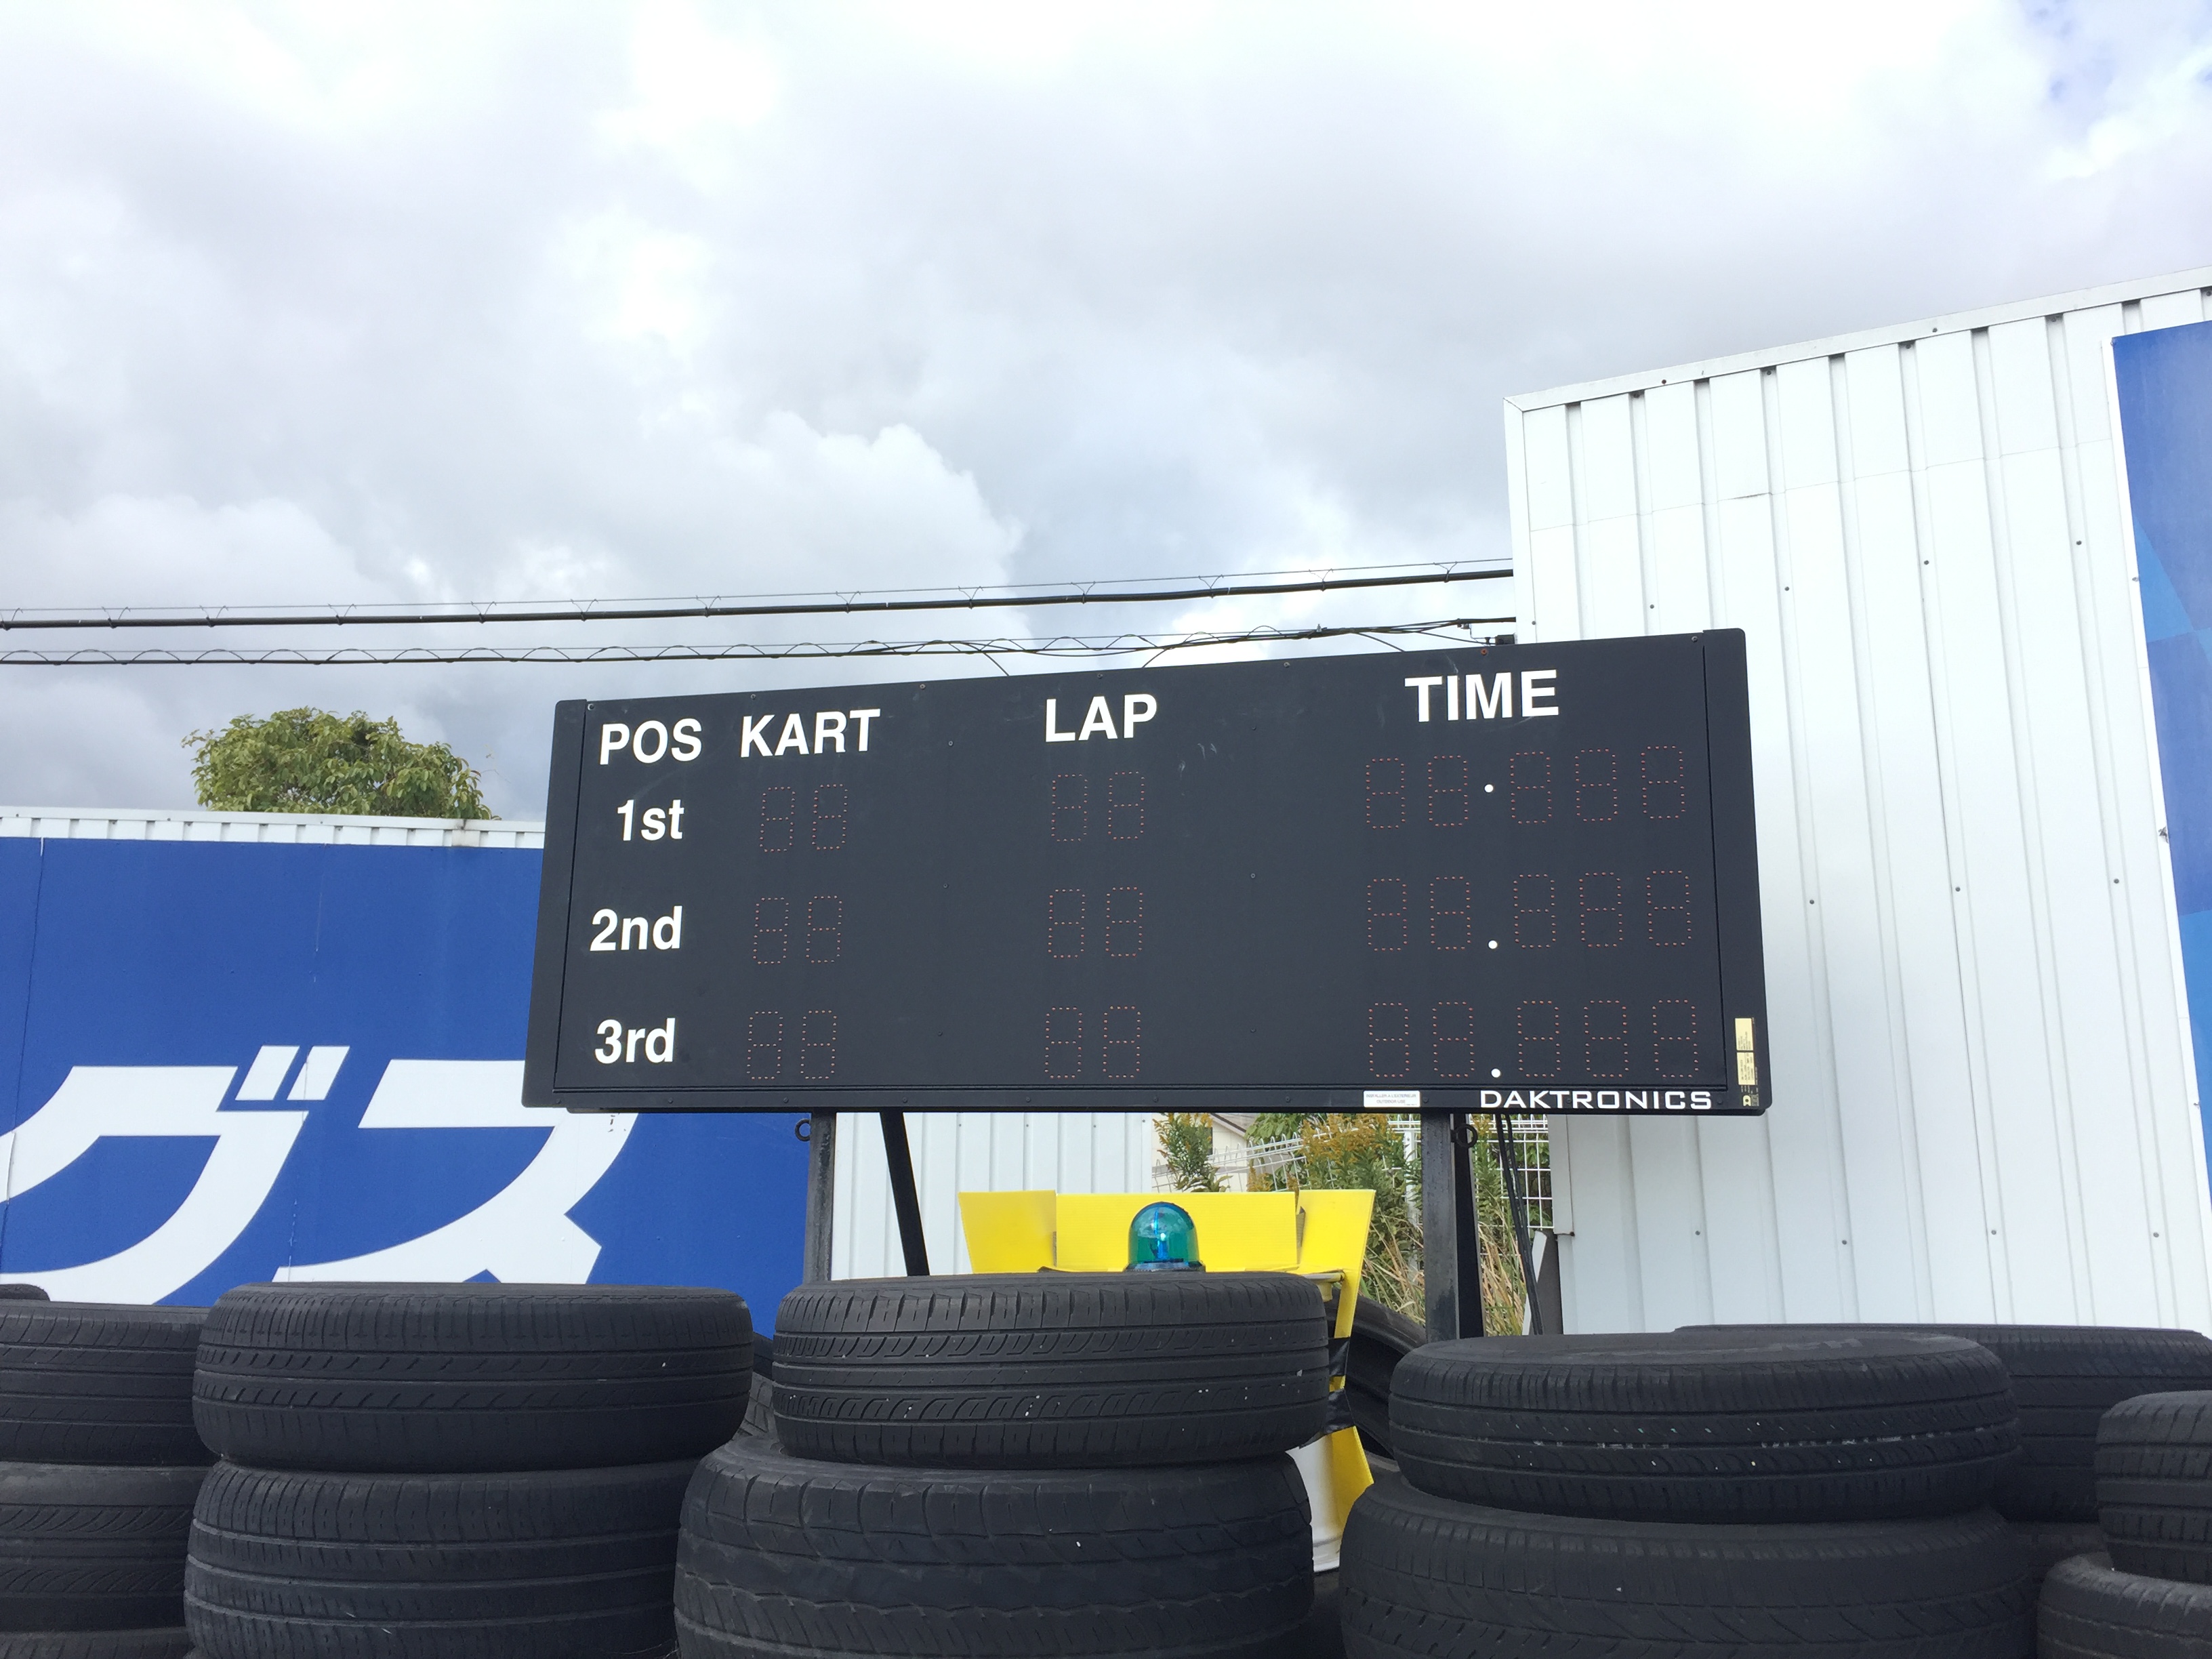 POS KART LAP TIME
1st
2nd
3rd
DAKTRONICS
グス